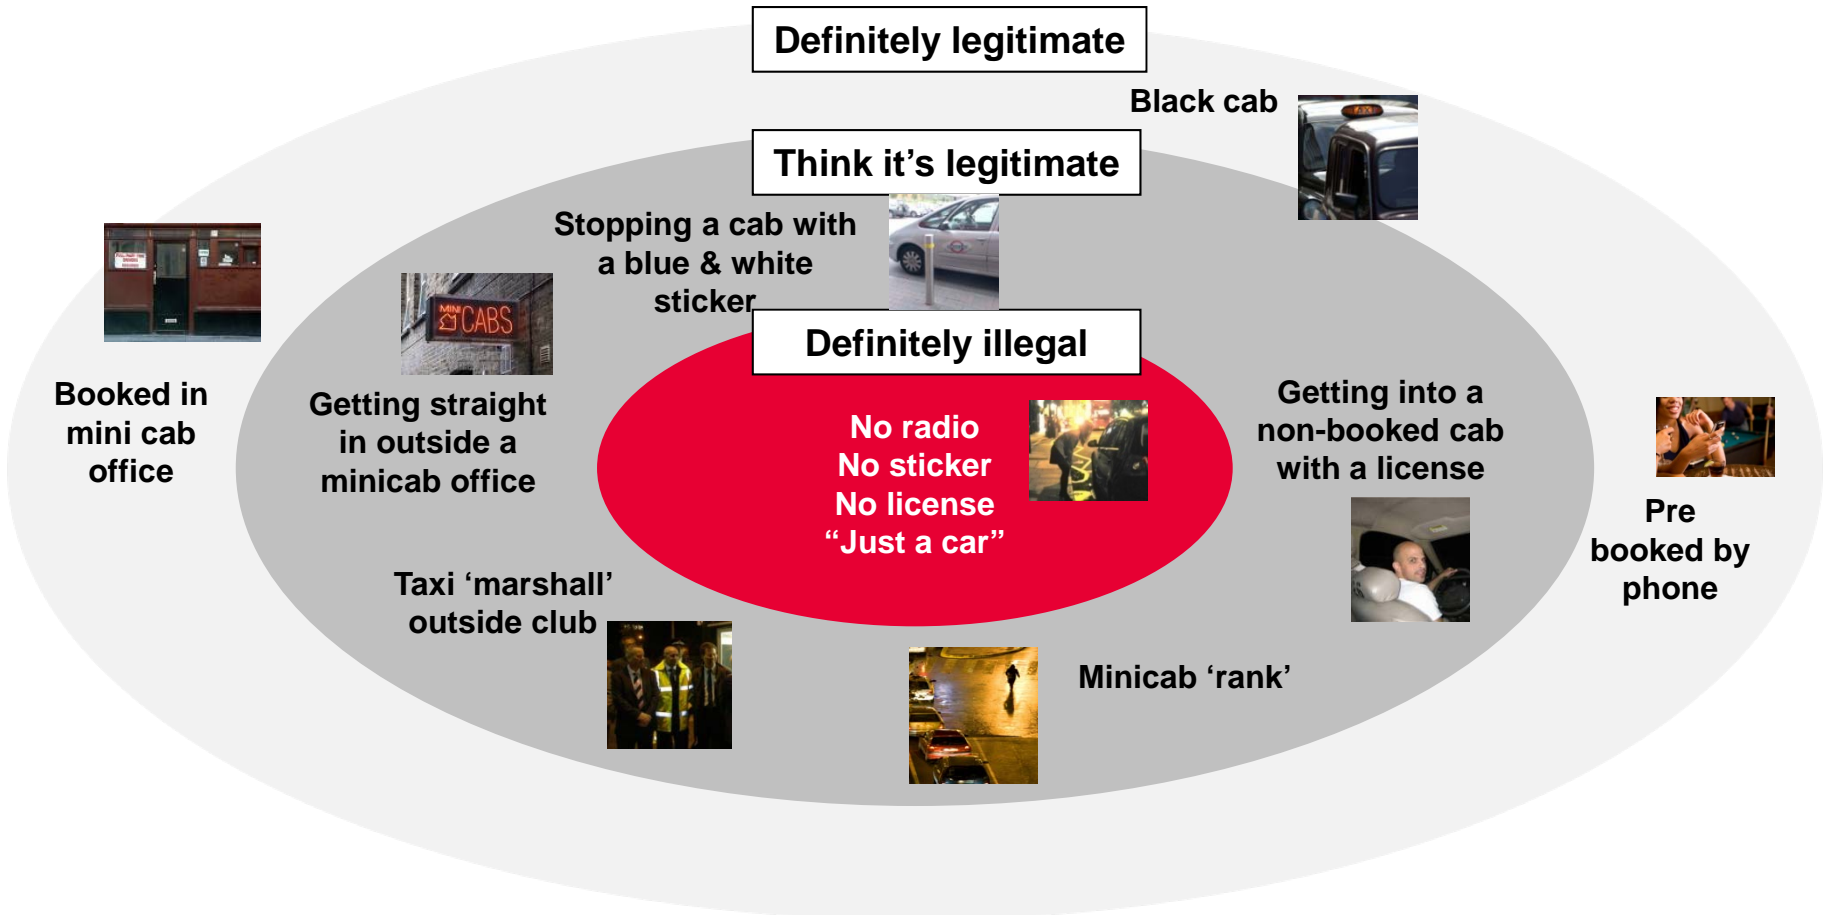 Definitely legitimate
Black cab
Think it’s legitimate
Stopping a cab with
a blue & white
sticker
MINI
CABS
Definitely illegal
Booked in
mini cab
office
Getting straight
in outside a
minicab office
No radio
No sticker
No license
“Just a car”
Getting into a
non-booked cab
with a license
Pre
booked by
phone
Taxi ‘marshall’
outside club
Minicab ‘rank’